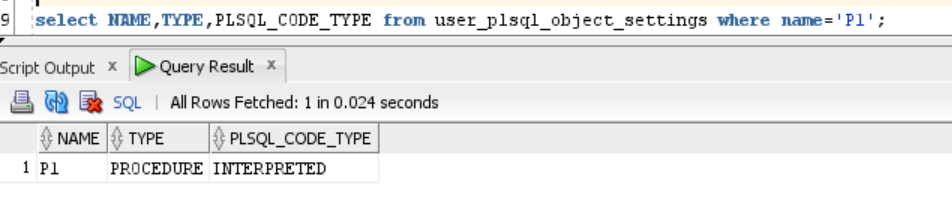 9 select NAME,TYPE,PLSQL_CODE_TYPE from user_plsql_object_settings where name='P1';
Script Output × Query Result ×
SQL | All Rows Fetched: 1 in 0.024 seconds
NAME TYPE PLSQL_CODE_TYPE
1 P1 PROCEDURE INTERPRETED